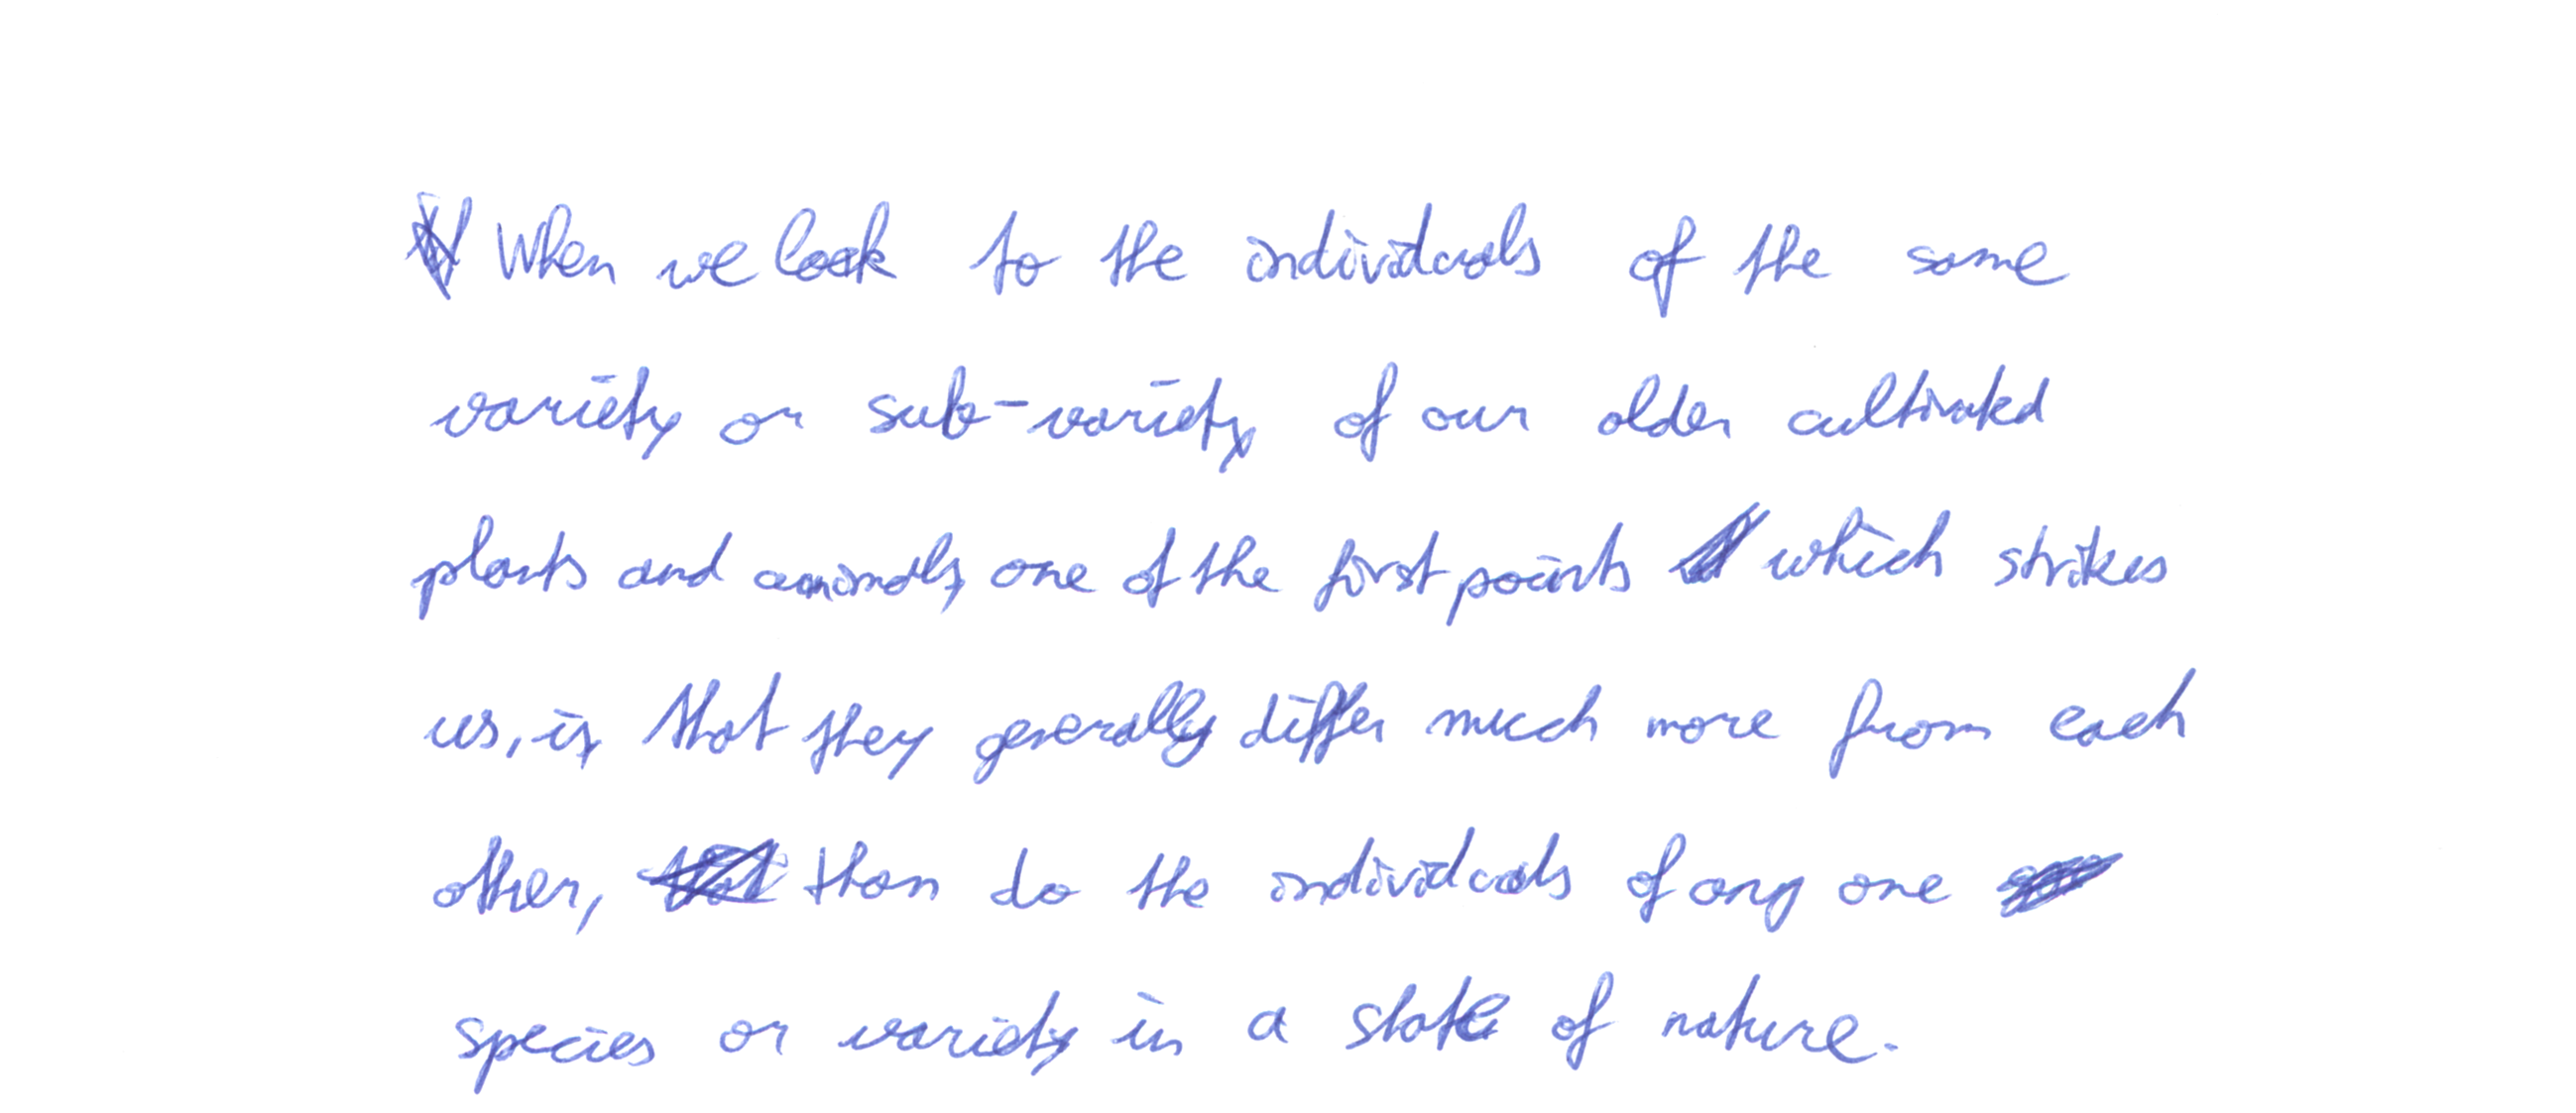 When we look to the individuals of the same
variety or sub-variety of our older cultivated
plants and animals, one of the first points which strikes
us, is that they generally differ much more from each
other, than do the individuals of any one
species or variety in a state of nature.